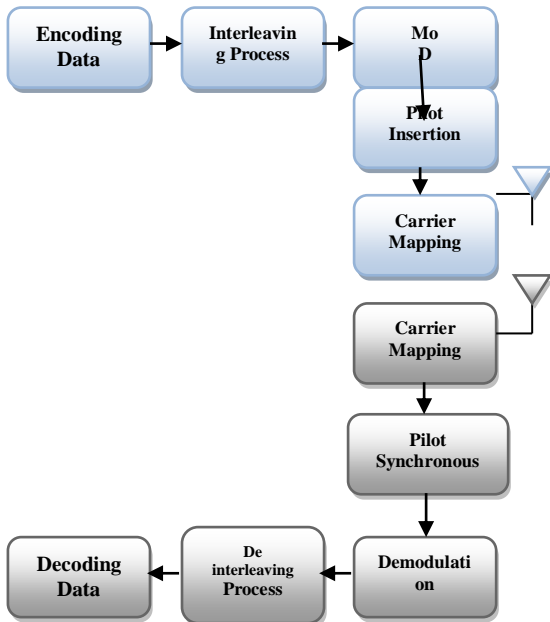 Encoding
Data
Interleavin
g Process
Mo
D
Pilot
Insertion
Carrier
Mapping
Carrier
Mapping
Pilot
Synchronous
Demodulati
on
De
interleaving
Process
Decoding
Data